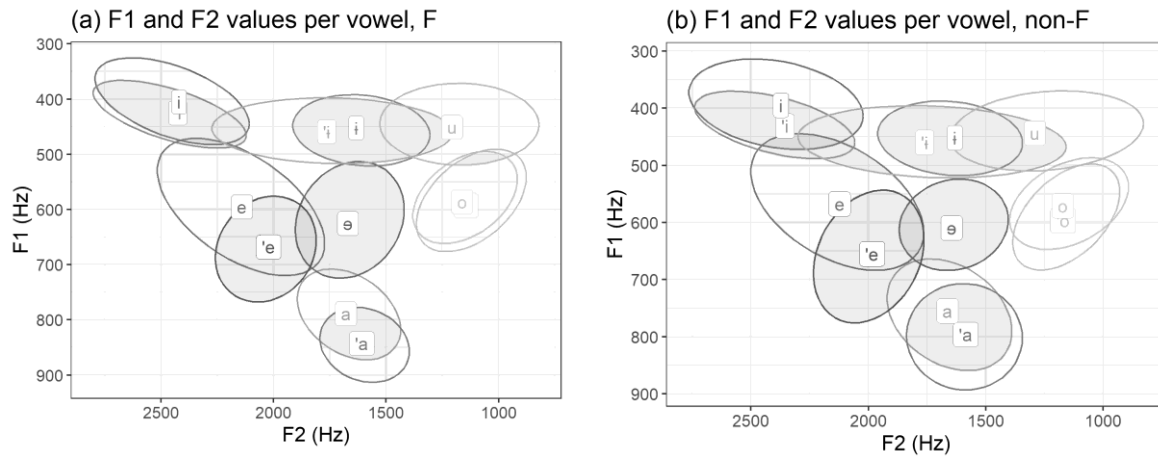 (a) F1 and F2 values per vowel, F
300
400
500
600
700
800
900
F1 (Hz)
i
'ɨ
ɨ
u
e
'e
ɘ
o
a
'a
2500
2000
1500
1000
F2 (Hz)
(b) F1 and F2 values per vowel, non-F
300
400
500
600
700
800
900
F1 (Hz)
i
'i
'ɨ
ɨ
u
e
'e
ɘ
o
o
a
'a
2500
2000
1500
1000
F2 (Hz)